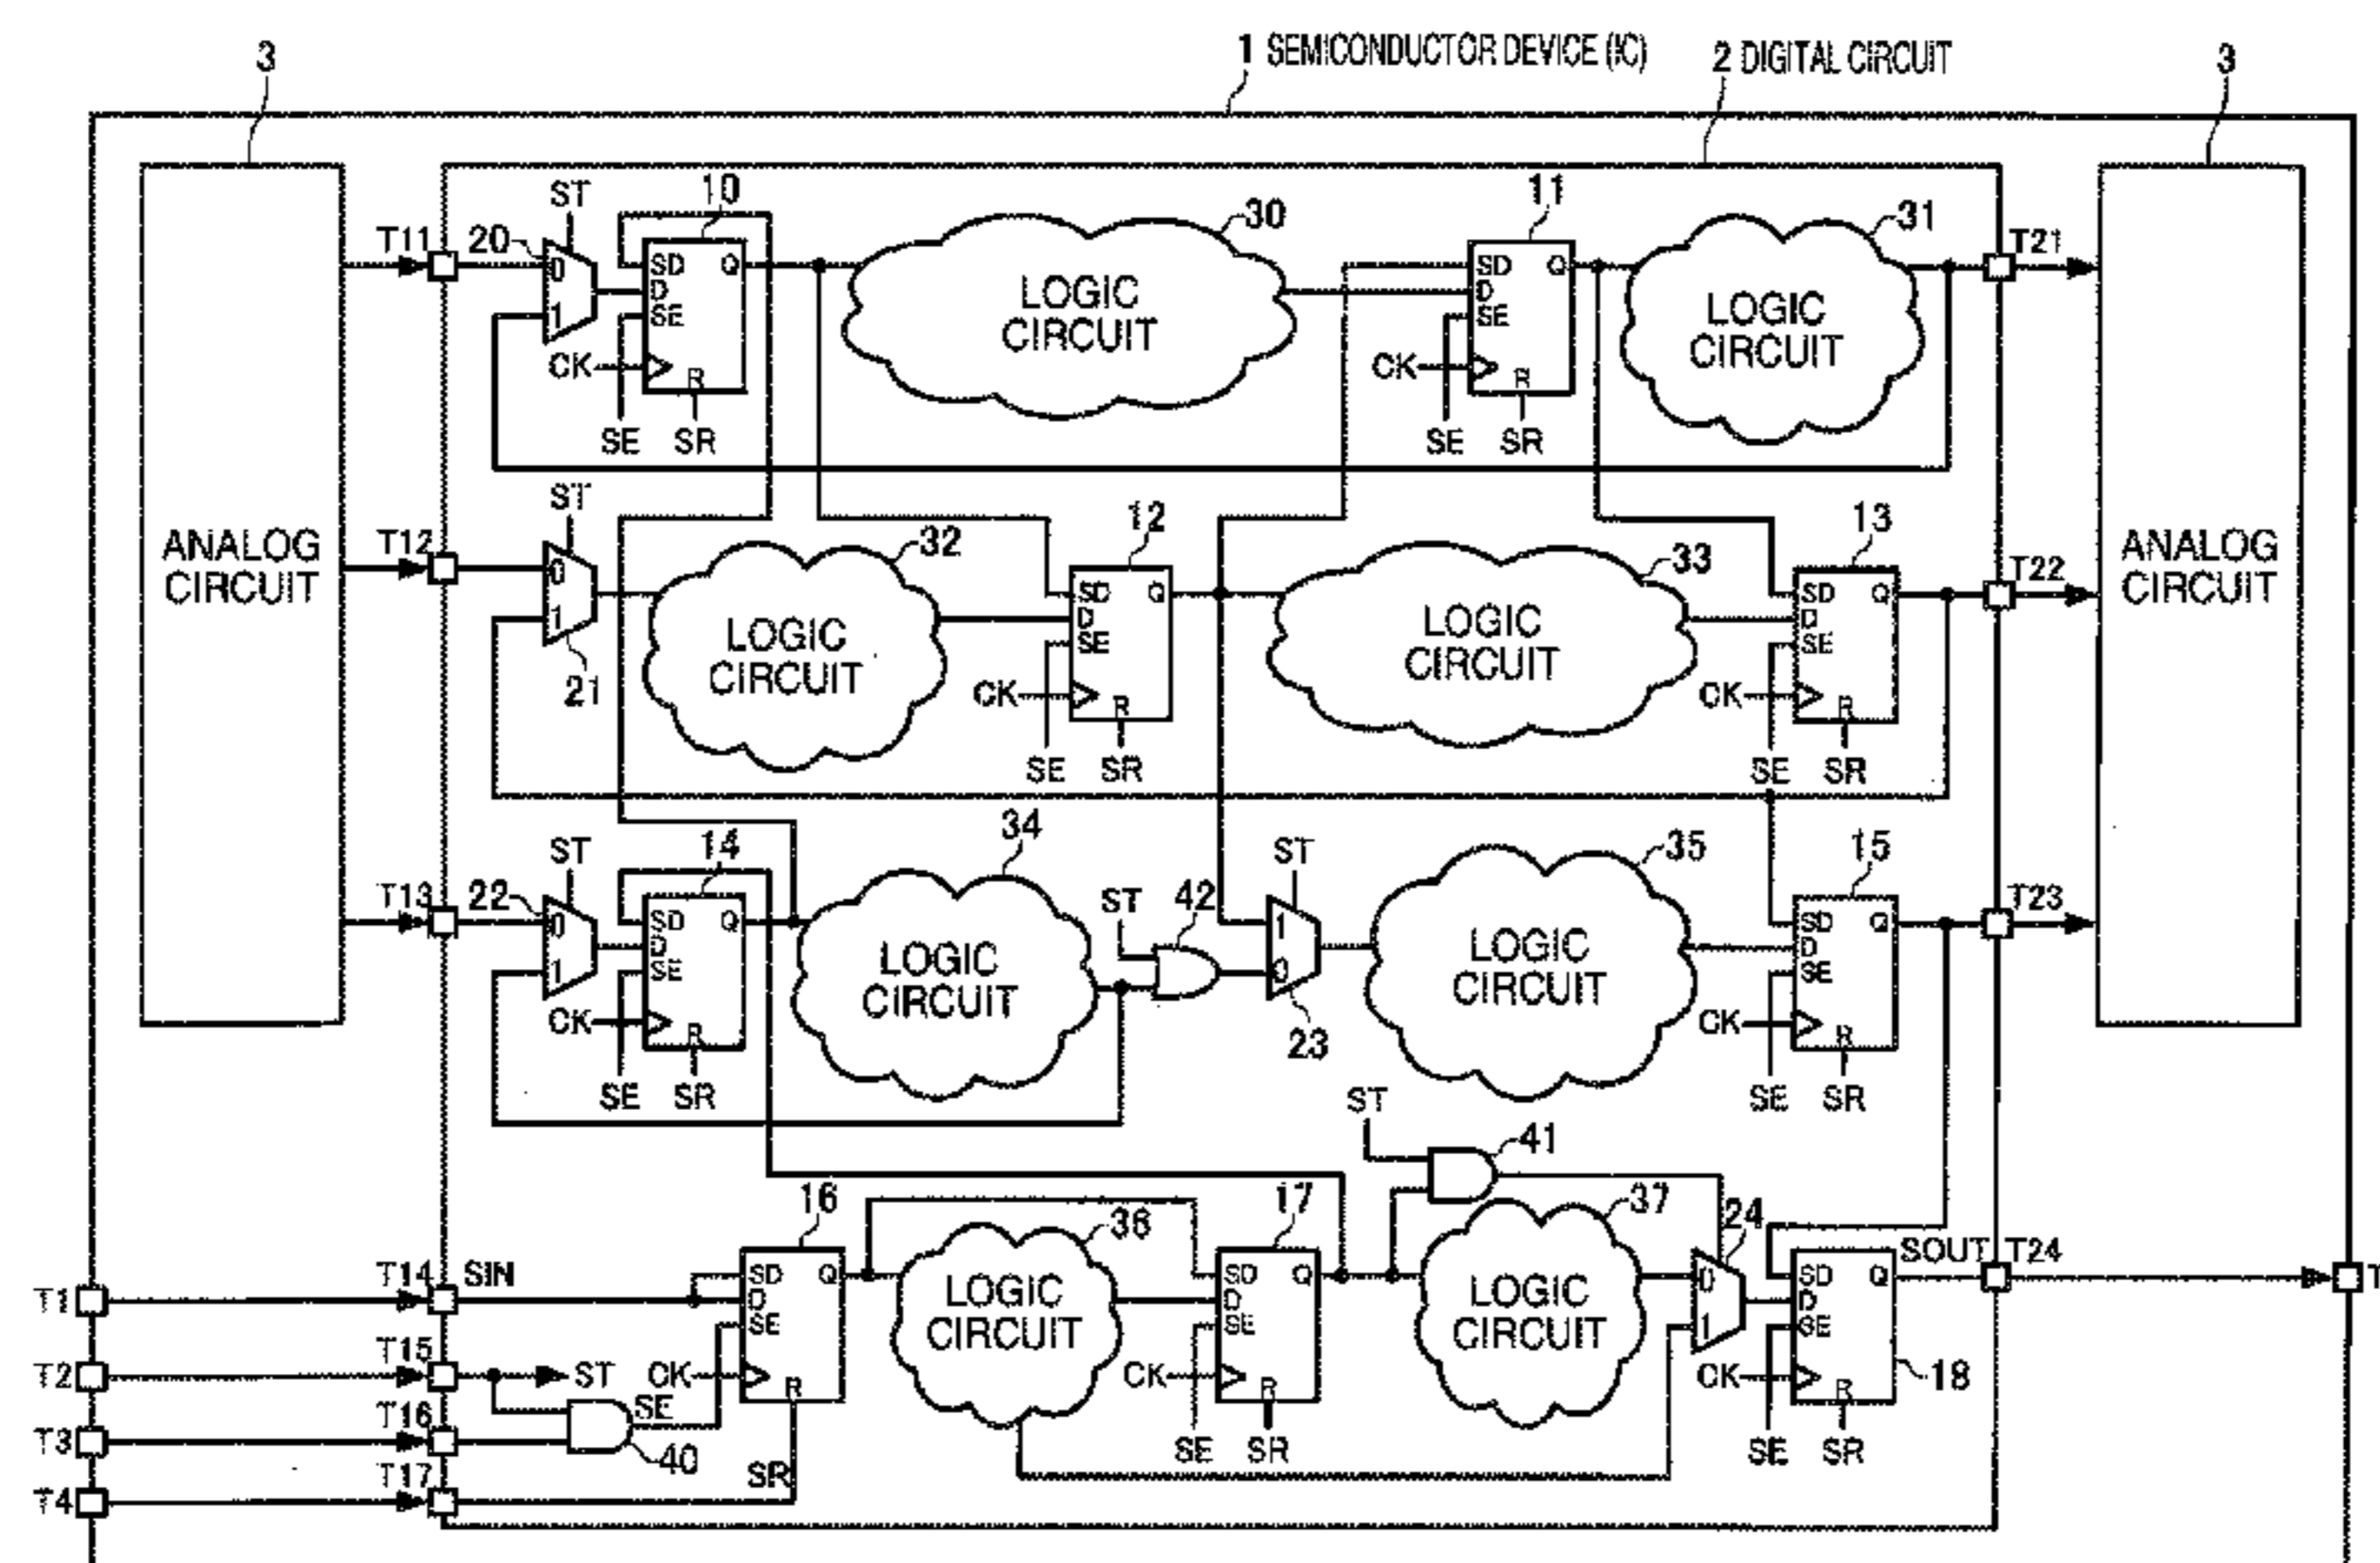 1 SEMICONDUCTOR DEVICE (IC)
2 DIGITAL CIRCUIT
3
3
ST
10
11
31
30
T11
20
0
1
SD
Q
D
SE
CK
R
SE
SR
LOGIC
CIRCUIT
SD
Q
D
SE
CK
R
SE
SR
LOGIC
CIRCUIT
T21
ANALOG
CIRCUIT
ST
T12
0
1
21
32
LOGIC
CIRCUIT
12
SD
Q
D
SE
CK
R
SE
SR
33
LOGIC
CIRCUIT
13
SD
Q
D
SE
CK
R
SE
SR
T22
ANALOG
CIRCUIT
ST
T13
22
0
1
14
SD
Q
D
SE
CK
R
SE
SR
34
LOGIC
CIRCUIT
ST
42
ST
1
0
23
35
LOGIC
CIRCUIT
15
SD
Q
D
SE
CK
R
SE
SR
T23
ST
41
T1
T14
SIN
T2
T15
ST
T3
T16
SE
40
T4
T17
SR
16
SD
Q
D
SE
CK
R
36
LOGIC
CIRCUIT
17
SD
Q
D
SE
CK
R
SE
SR
37
LOGIC
CIRCUIT
24
0
1
SD
Q
D
SE
CK
R
SE
SR
18
SOUT
T24
T